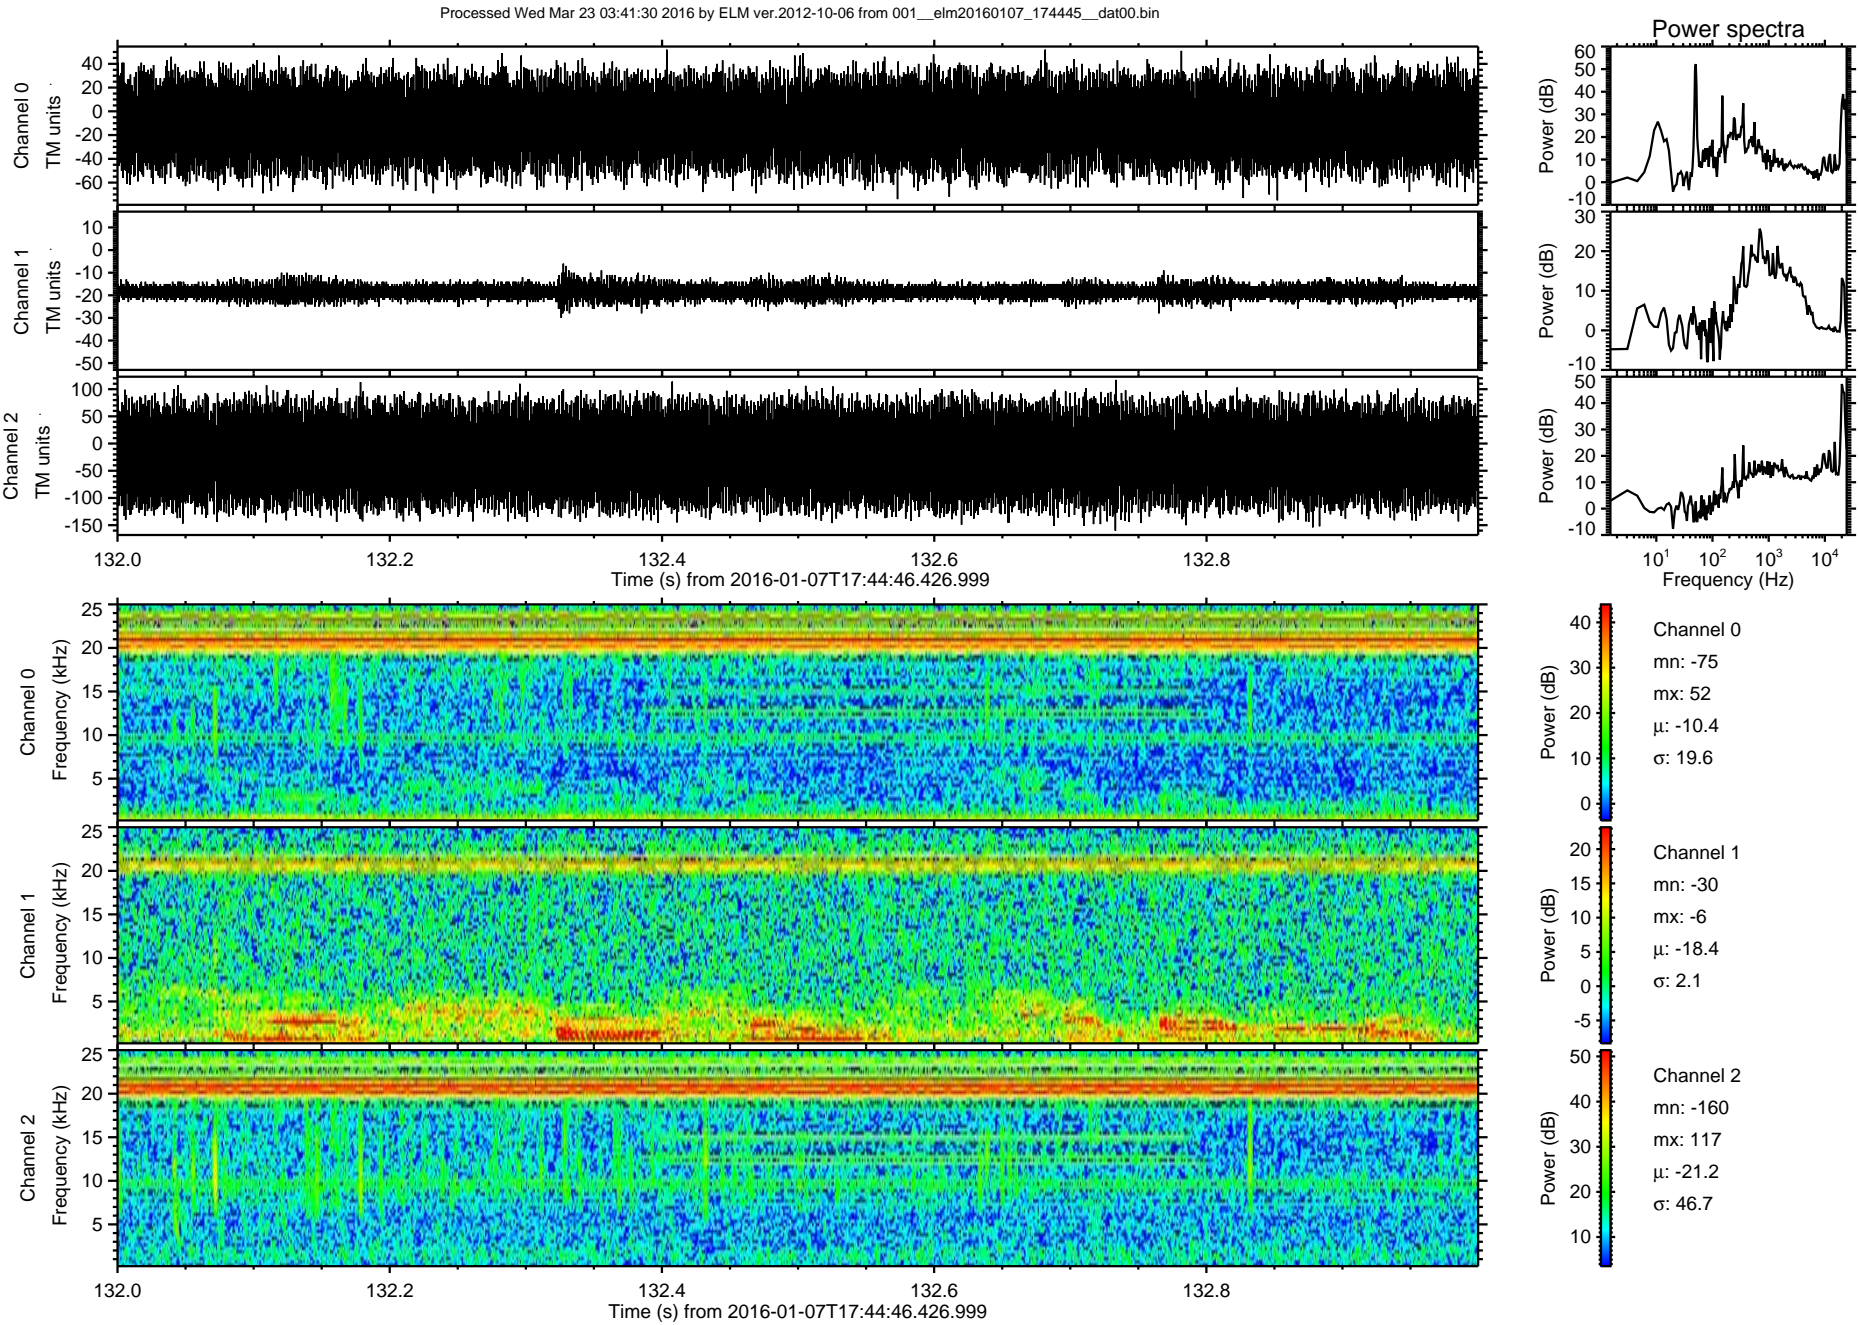 Processed Wed Mar 23 03:41:30 2016 by ELM ver.2012-10-06 from 001__elm20160107_174445__dat00.bin
Power spectra
Channel 0
TM units
40
20
0
-20
-40
-60
Power (dB)
60
50
40
30
20
10
0
-10
Channel 1
TM units
10
0
-10
-20
-30
-40
-50
Power (dB)
30
20
10
0
-10
Channel 2
TM units
100
50
0
-50
-100
-150
Power (dB)
50
40
30
20
10
0
-10
132.0 132.2 132.4 132.6 132.8
Time (s) from 2016-01-07T17:44:46.426.999
10¹ 10² 10³ 10⁴
Frequency (Hz)
Channel 0
Frequency (kHz)
25
20
15
10
5
Power (dB)
40
30
20
10
0
Channel 0
mn: -75
mx: 52
μ: -10.4
σ: 19.6
Channel 1
Frequency (kHz)
25
20
15
10
5
Power (dB)
20
15
10
5
0
-5
Channel 1
mn: -30
mx: -6
μ: -18.4
σ: 2.1
Channel 2
Frequency (kHz)
25
20
15
10
5
Power (dB)
50
40
30
20
10
Channel 2
mn: -160
mx: 117
μ: -21.2
σ: 46.7
132.0 132.2 132.4 132.6 132.8
Time (s) from 2016-01-07T17:44:46.426.999